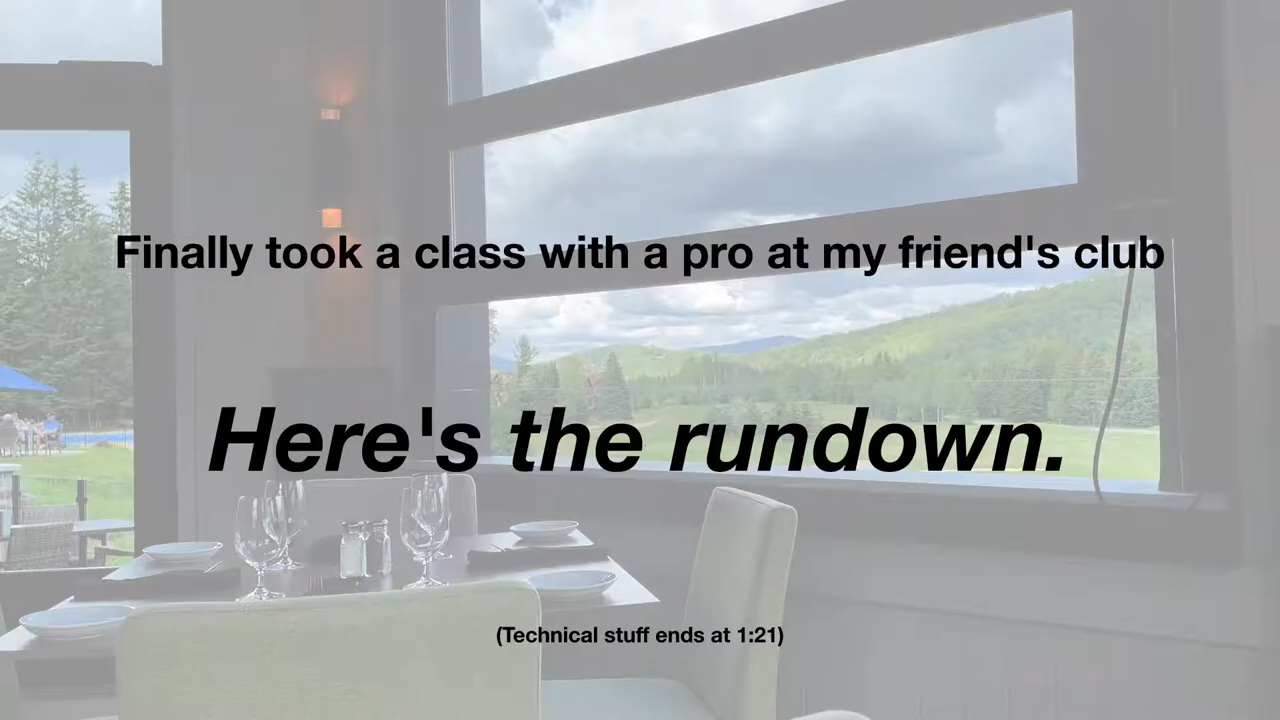 Finally took a class with a pro at my friend's club
Here's the rundown.
(Technical stuff ends at 1:21)